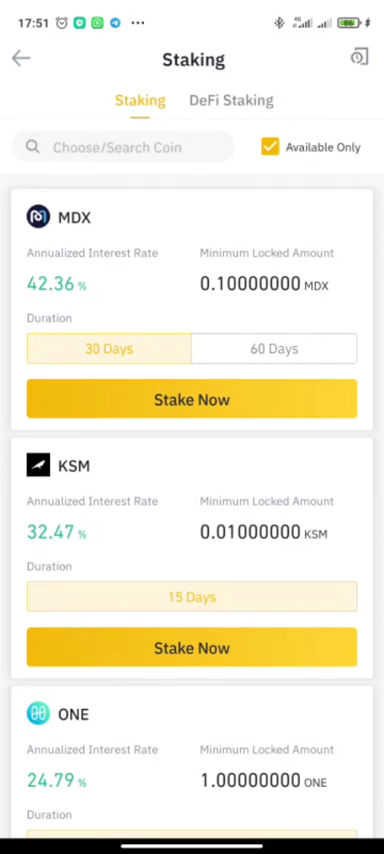 17:51
Staking
Staking DeFi Staking
Choose/Search Coin Available Only
MDX
Annualized Interest Rate Minimum Locked Amount
42.36 % 0.10000000 MDX
Duration
30 Days 60 Days
Stake Now
KSM
Annualized Interest Rate Minimum Locked Amount
32.47 % 0.01000000 KSM
Duration
15 Days
Stake Now
ONE
Annualized Interest Rate Minimum Locked Amount
24.79 % 1.00000000 ONE
Duration